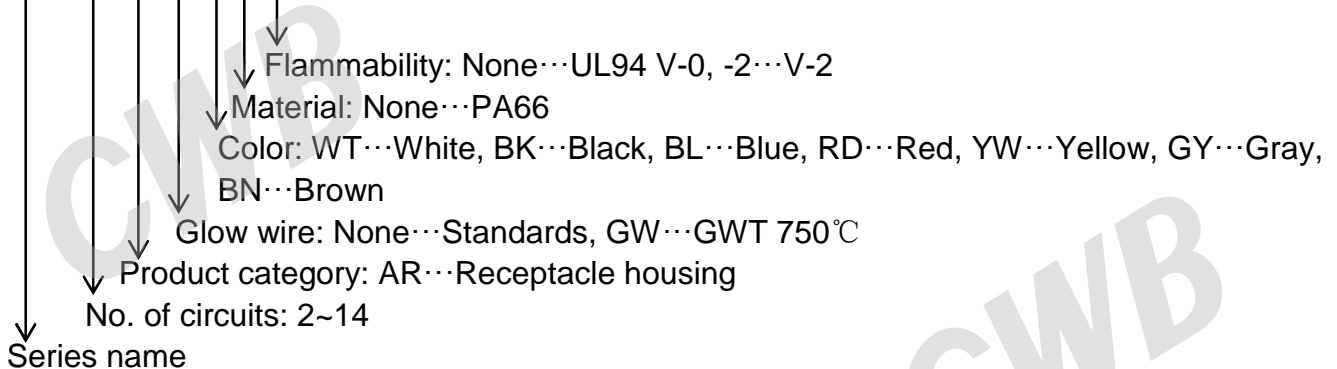 Flammability: None⋯UL94 V-0, -2⋯V-2
Material: None⋯PA66
Color: WT⋯White, BK⋯Black, BL⋯Blue, RD⋯Red, YW⋯Yellow, GY⋯Gray,
BN⋯Brown
Glow wire: None⋯Standards, GW⋯GWT 750℃
Product category: AR⋯Receptacle housing
No. of circuits: 2~14
Series name
CWB
CWB